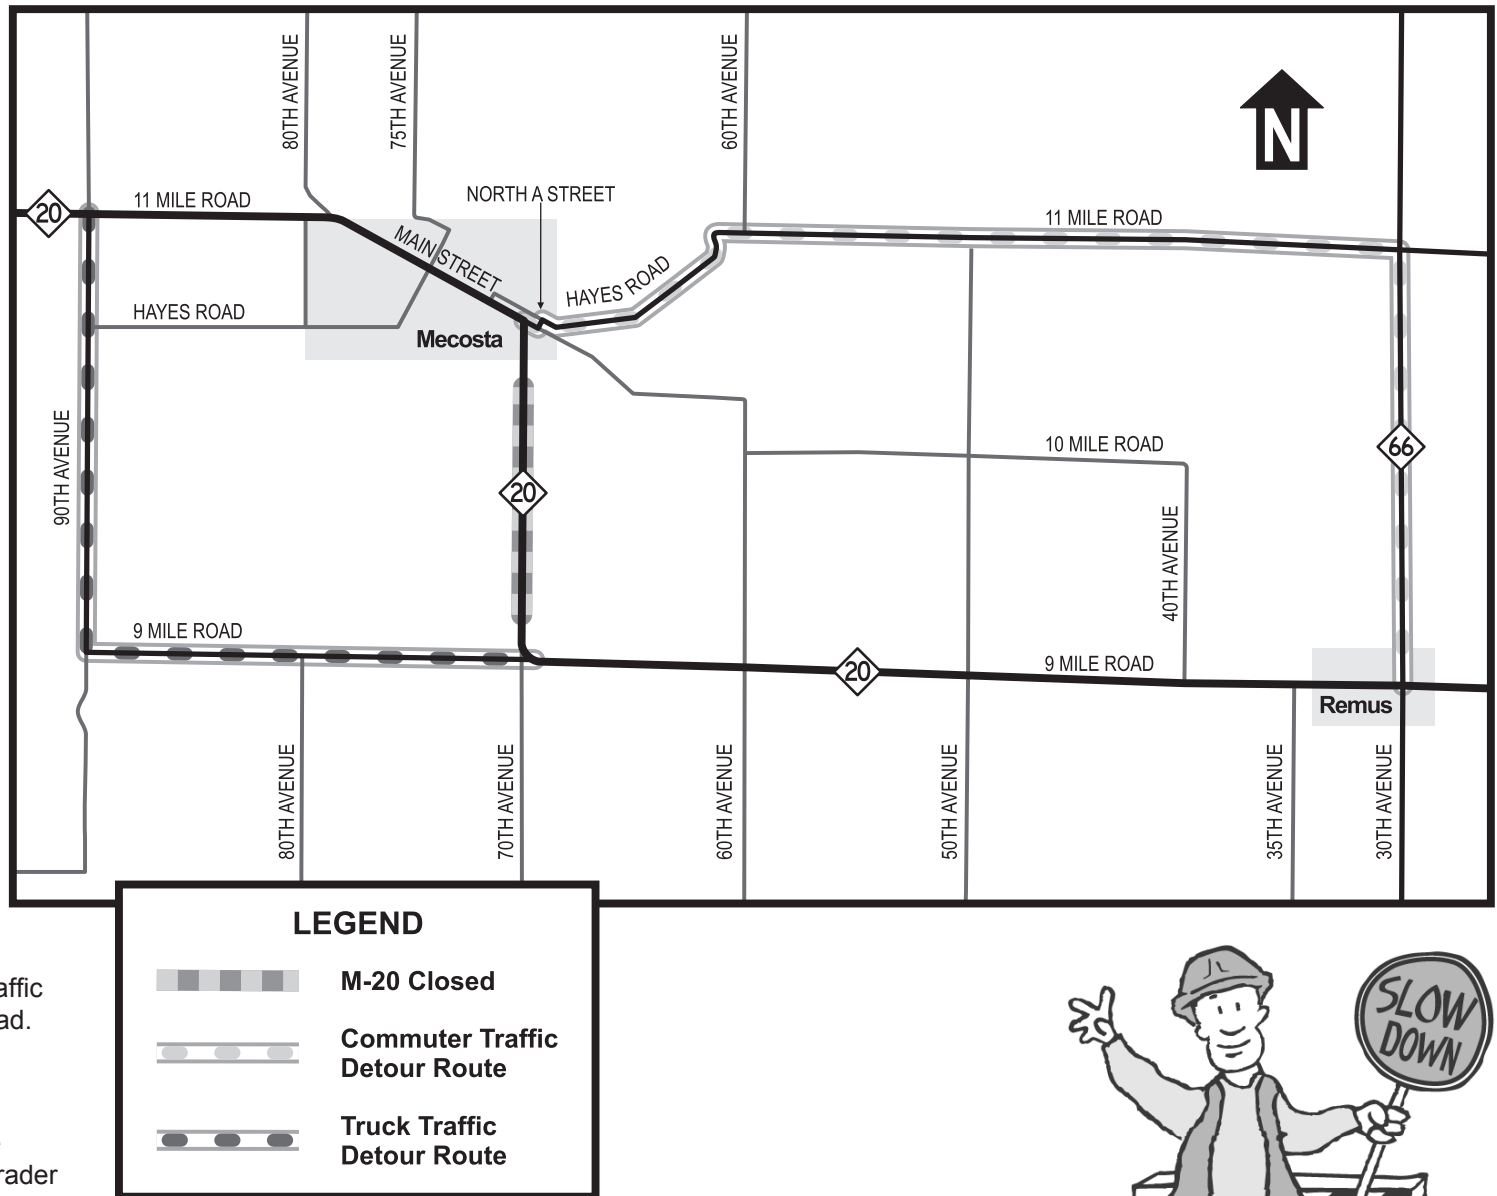 80TH AVENUE
75TH AVENUE
60TH AVENUE
N
NORTH A STREET
20
11 MILE ROAD
11 MILE ROAD
MAIN STREET
HAYES ROAD
HAYES ROAD
Mecosta
90TH AVENUE
10 MILE ROAD
66
20
40TH AVENUE
9 MILE ROAD
20
9 MILE ROAD
Remus
80TH AVENUE
70TH AVENUE
60TH AVENUE
50TH AVENUE
35TH AVENUE
30TH AVENUE
LEGEND
M-20 Closed
Commuter Traffic
Detour Route
Truck Traffic
Detour Route
affic
ad.
rader
SLOW
DOWN